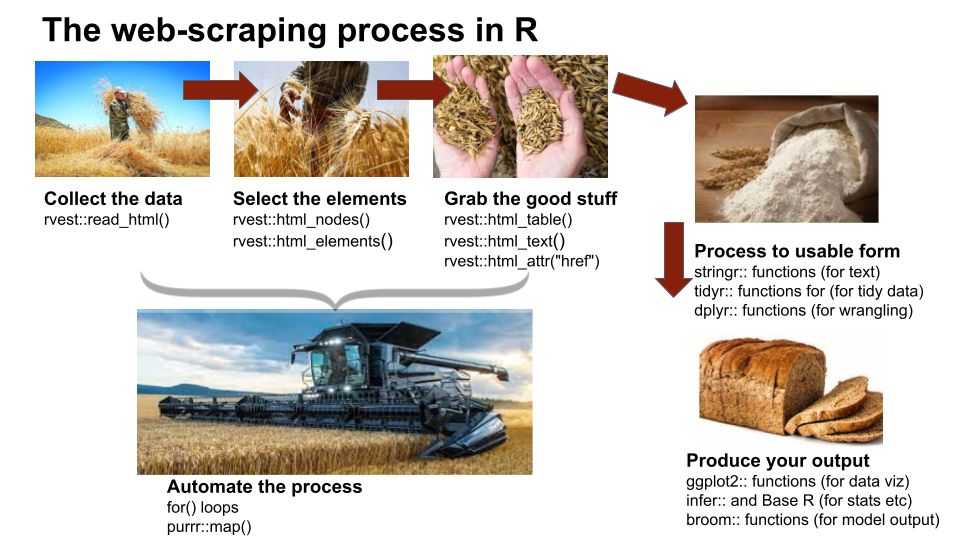 The web-scraping process in R
Collect the data
rvest::read_html()
Select the elements
rvest::html_nodes()
rvest::html_elements()
Grab the good stuff
rvest::html_table()
rvest::html_text()
rvest::html_attr("href")
Process to usable form
stringr:: functions (for text)
tidyr:: functions for (for tidy data)
dplyr:: functions (for wrangling)
Automate the process
for() loops
purrr::map()
Produce your output
ggplot2:: functions (for data viz)
infer:: and Base R (for stats etc)
broom:: functions (for model output)